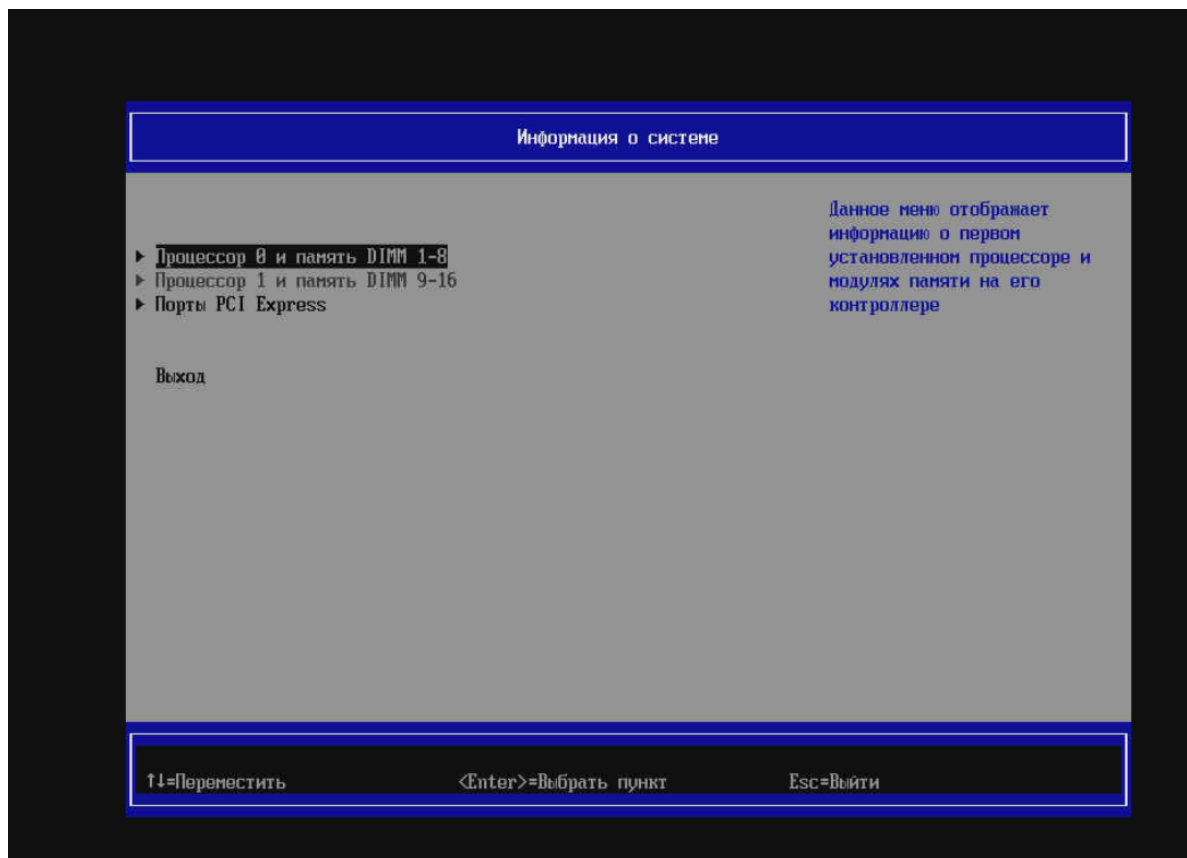 Информация о системе
▶ Процессор 0 и память DIMM 1-8
▶ Процессор 1 и память DIMM 9-16
▶ Порты PCI Express
Выход
Данное меню отображает
информацию о первом
установленном процессоре и
модулях памяти на его
контроллере
↑↓=Переместить <Enter>=Выбрать пункт Esc=Выйти